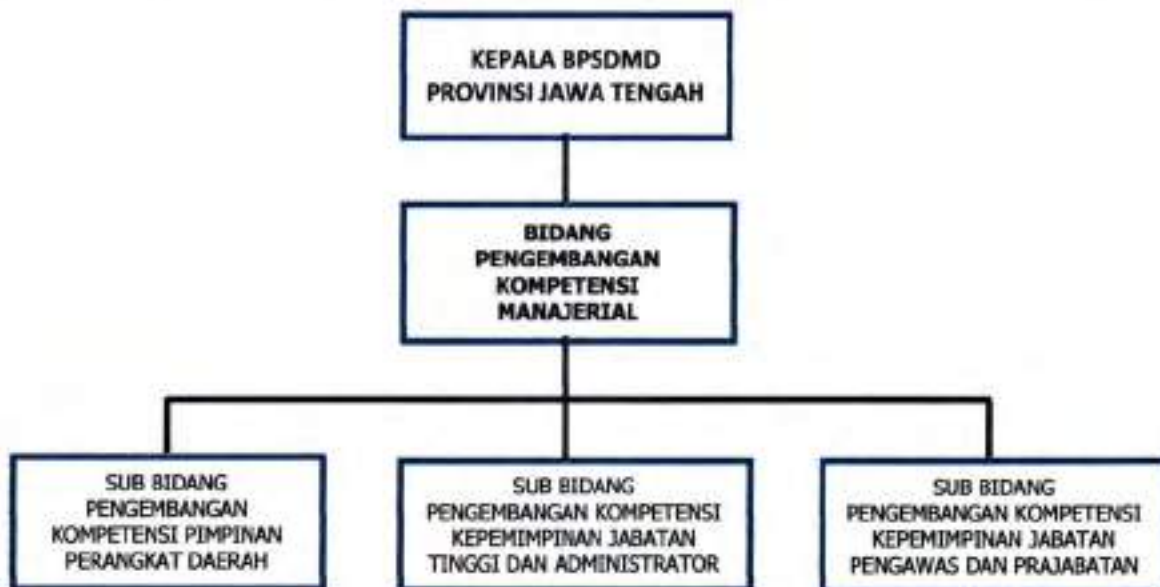 KEPALA BPSDMD
PROVINSI JAWA TENGAH
BIDANG
PENGEMBANGAN
KOMPETENSI
MANAJERIAL
SUB BIDANG
PENGEMBANGAN
KOMPETENSI PIMPINAN
PERANGKAT DAERAH
SUB BIDANG
PENGEMBANGAN KOMPETENSI
KEPEMIMPINAN JABATAN
TINGGI DAN ADMINISTRATOR
SUB BIDANG
PENGEMBANGAN KOMPETENSI
KEPEMIMPINAN JABATAN
PENGAWAS DAN PRAJABATAN